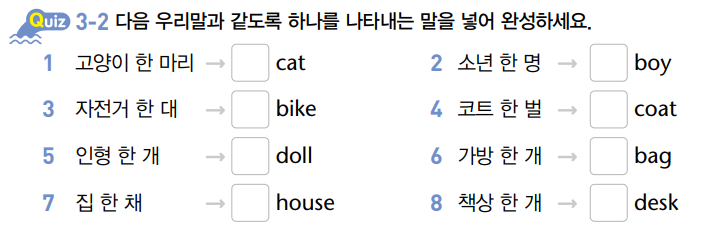 Quiz 3-2 다음 우리말과 같도록 하나를 나타내는 말을 넣어 완성하세요.
1 고양이 한 마리 → cat 2 소년 한 명 → boy
3 자전거 한 대 → bike 4 코트 한 벌 → coat
5 인형 한 개 → doll 6 가방 한 개 → bag
7 집 한 채 → house 8 책상 한 개 → desk